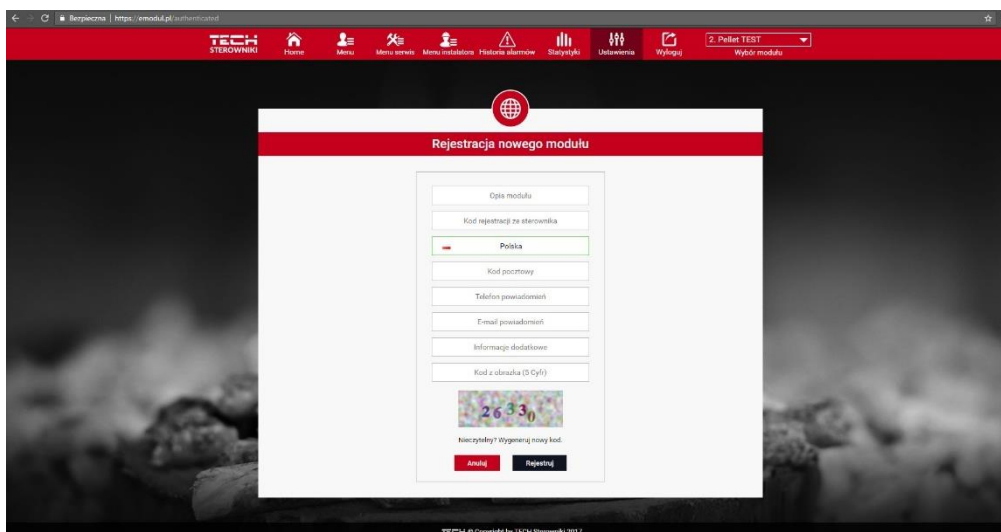 Bezpieczna | https://emodul.pl/authenticated
TECH
STEROWNIKI
Home
Menu
Menu serwis
Menu instalatora
Historia alarmów
Statystyki
Ustawienia
Wyloguj
2. Pellet TEST
Wybór modułu
Rejestracja nowego modułu
Opis modułu
Kod rejestracji ze sterownika
Polska
Kod pocztowy
Telefon powiadomień
E-mail powiadomień
Informacje dodatkowe
Kod z obrazka (5 Cyfr)
26330
Nieczytelny? Wygeneruj nowy kod.
Anuluj
Rejestruj
TECH © Copyright by TECH Sterowniki 2017